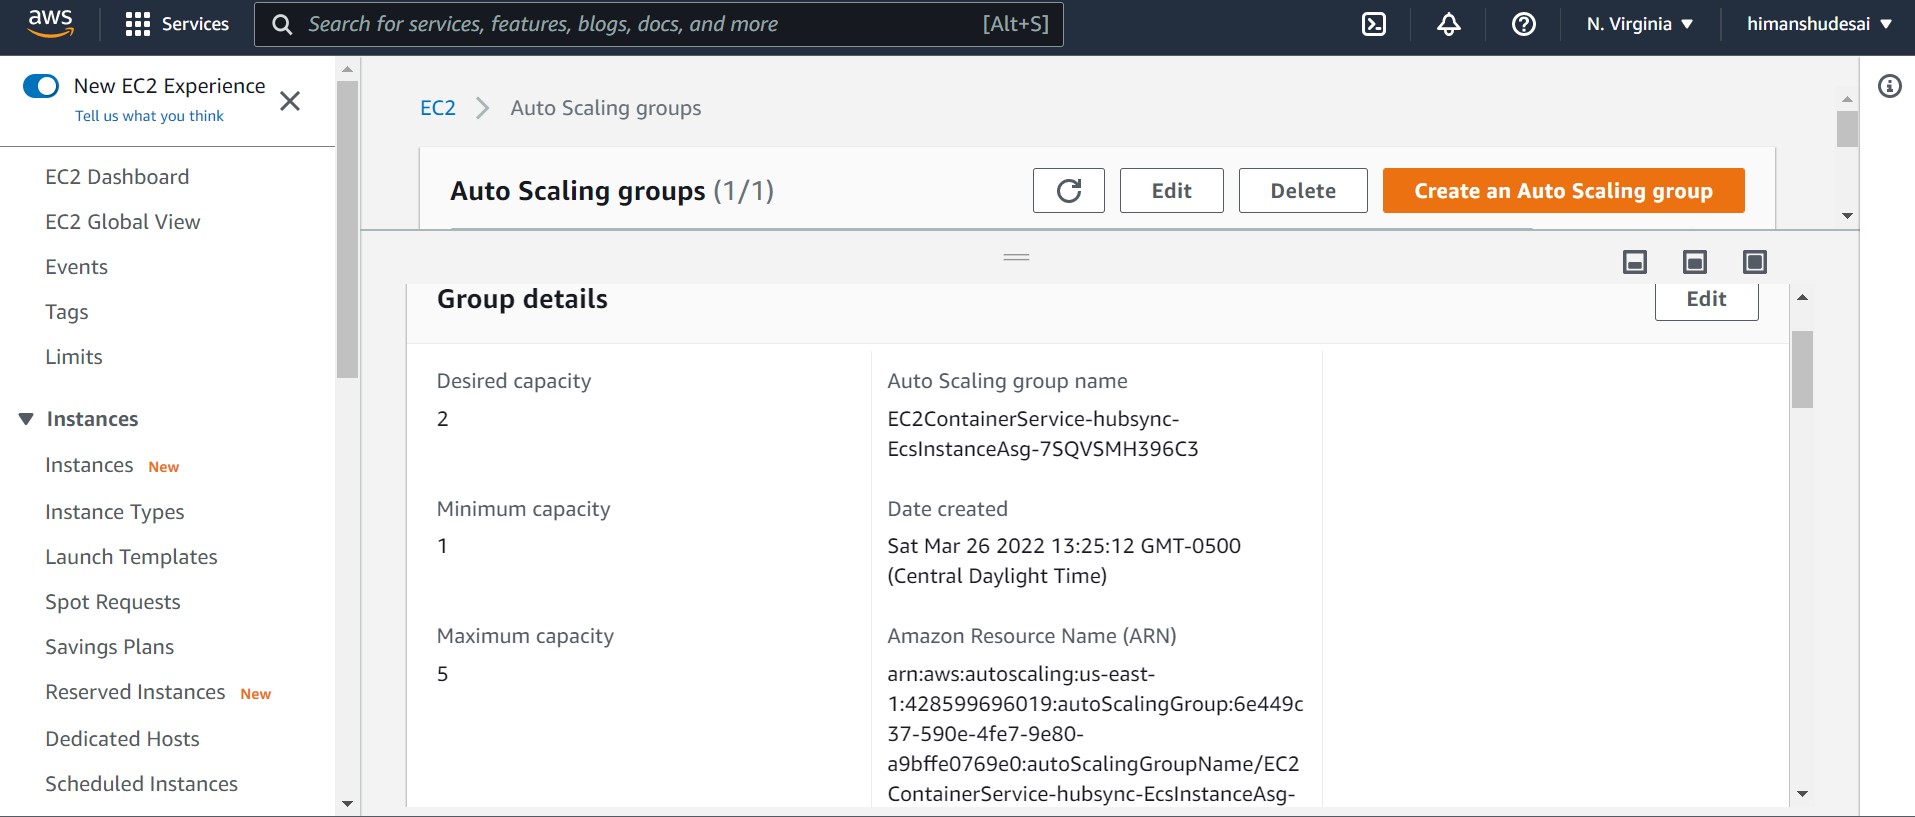 aws
Services
Search for services, features, blogs, docs, and more
[Alt+S]
N. Virginia
himanshudesai
New EC2 Experience
Tell us what you think
EC2 Dashboard
EC2 Global View
Events
Tags
Limits
Instances
Instances New
Instance Types
Launch Templates
Spot Requests
Savings Plans
Reserved Instances New
Dedicated Hosts
Scheduled Instances
EC2 > Auto Scaling groups
Auto Scaling groups (1/1)
Edit
Delete
Create an Auto Scaling group
Group details
Edit
Desired capacity
2
Minimum capacity
1
Maximum capacity
5
Auto Scaling group name
EC2ContainerService-hubsync-
EcsInstanceAsg-7SQVSMH396C3
Date created
Sat Mar 26 2022 13:25:12 GMT-0500
(Central Daylight Time)
Amazon Resource Name (ARN)
arn:aws:autoscaling:us-east-
1:428599696019:autoScalingGroup:6e449c
37-590e-4fe7-9e80-
a9bffe0769e0:autoScalingGroupName/EC2
ContainerService-hubsync-EcsInstanceAsg-